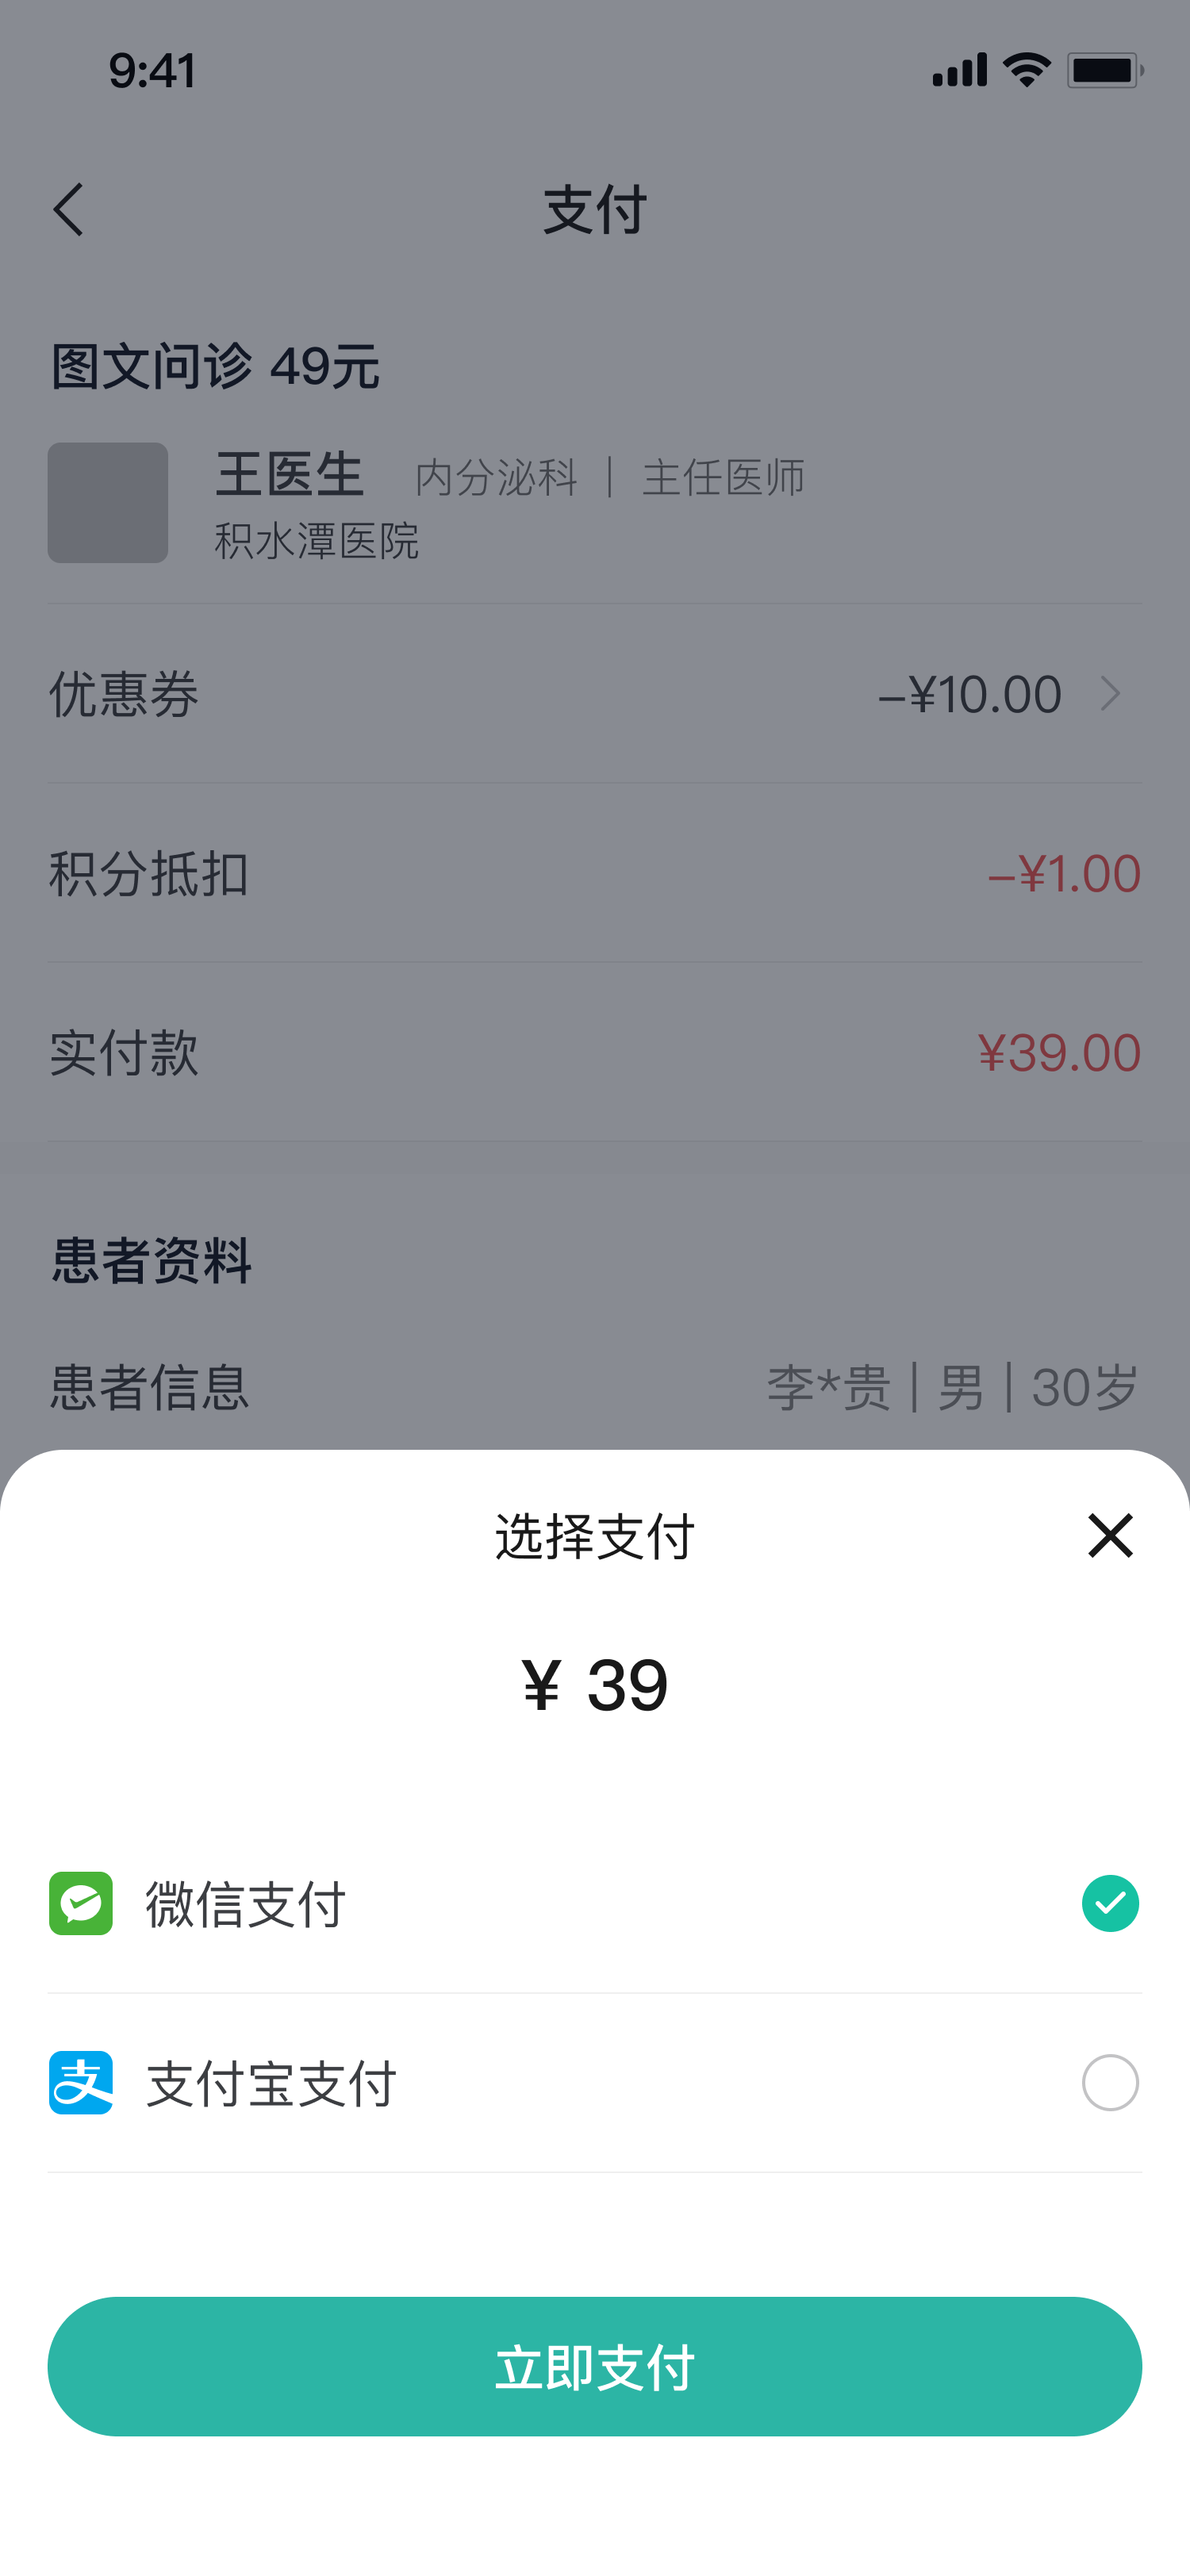 9:41
支付
图文问诊 49元
王医生 内分泌科 | 主任医师
积水潭医院
优惠券 -¥10.00
积分抵扣 -¥1.00
实付款 ¥39.00
患者资料
患者信息 李*贵 | 男 | 30岁
选择支付
¥ 39
微信支付
支 支付宝支付
立即支付